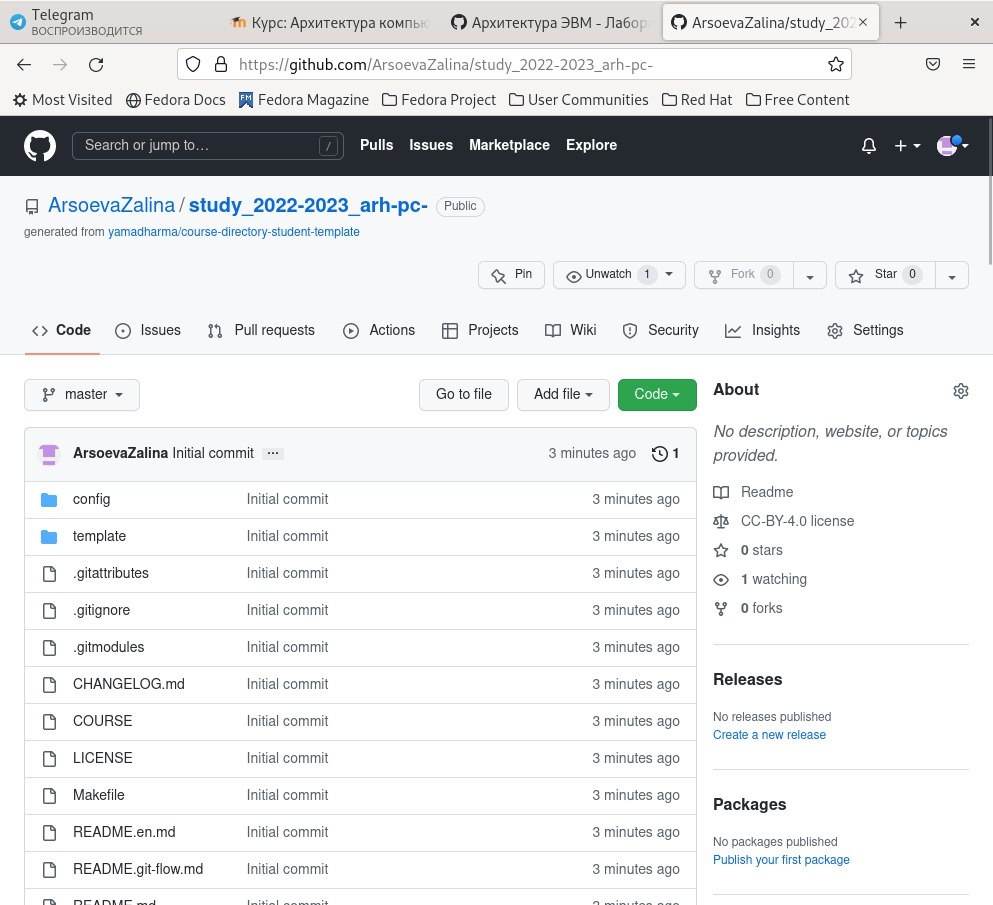 Telegram
ВОСПРОИЗВОДИТСЯ
Курс: Архитектура компьк
Архитектура ЭВМ - Лабор
ArsoevaZalina/study_202
https://github.com/ArsoevaZalina/study_2022-2023_arh-pc-
Most Visited Fedora Docs Fedora Magazine Fedora Project User Communities Red Hat Free Content
Search or jump to… / Pulls Issues Marketplace Explore
ArsoevaZalina / study_2022-2023_arh-pc- Public
generated from yamadharma/course-directory-student-template
Pin Unwatch 1 Fork 0 Star 0
Code Issues Pull requests Actions Projects Wiki Security Insights Settings
master Go to file Add file Code
ArsoevaZalina Initial commit ... 3 minutes ago 1
config Initial commit 3 minutes ago
template Initial commit 3 minutes ago
.gitattributes Initial commit 3 minutes ago
.gitignore Initial commit 3 minutes ago
.gitmodules Initial commit 3 minutes ago
CHANGELOG.md Initial commit 3 minutes ago
COURSE Initial commit 3 minutes ago
LICENSE Initial commit 3 minutes ago
Makefile Initial commit 3 minutes ago
README.en.md Initial commit 3 minutes ago
README.git-flow.md Initial commit 3 minutes ago
README.md Initial commit 3 minutes ago
About
No description, website, or topics
provided.
Readme
CC-BY-4.0 license
0 stars
1 watching
0 forks
Releases
No releases published
Create a new release
Packages
No packages published
Publish your first package